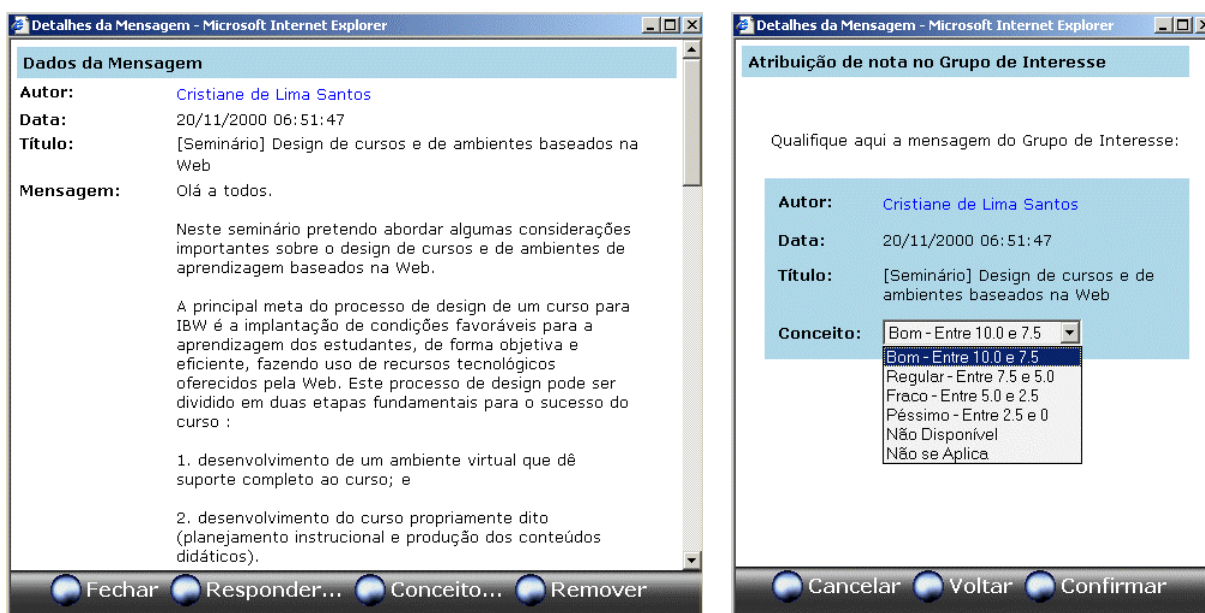 Detalhes da Mensagem - Microsoft Internet Explorer
Dados da Mensagem
Autor: Cristiane de Lima Santos
Data: 20/11/2000 06:51:47
Título: [Seminário] Design de cursos e de ambientes baseados na
Web
Mensagem: Olá a todos.
Neste seminário pretendo abordar algumas considerações
importantes sobre o design de cursos e de ambientes de
aprendizagem baseados na Web.
A principal meta do processo de design de um curso para
IBW é a implantação de condições favoráveis para a
aprendizagem dos estudantes, de forma objetiva e
eficiente, fazendo uso de recursos tecnológicos
oferecidos pela Web. Este processo de design pode ser
dividido em duas etapas fundamentais para o sucesso do
curso :
1. desenvolvimento de um ambiente virtual que dê
suporte completo ao curso; e
2. desenvolvimento do curso propriamente dito
(planejamento instrucional e produção dos conteúdos
didáticos).
Fechar Responder... Conceito... Remover
Detalhes da Mensagem - Microsoft Internet Explorer
Atribuição de nota no Grupo de Interesse
Qualifique aqui a mensagem do Grupo de Interesse:
Autor: Cristiane de Lima Santos
Data: 20/11/2000 06:51:47
Título: [Seminário] Design de cursos e de
ambientes baseados na Web
Conceito: Bom - Entre 10.0 e 7.5
Bom - Entre 10.0 e 7.5
Regular - Entre 7.5 e 5.0
Fraco - Entre 5.0 e 2.5
Péssimo - Entre 2.5 e 0
Não Disponível
Não se Aplica
Cancelar Voltar Confirmar